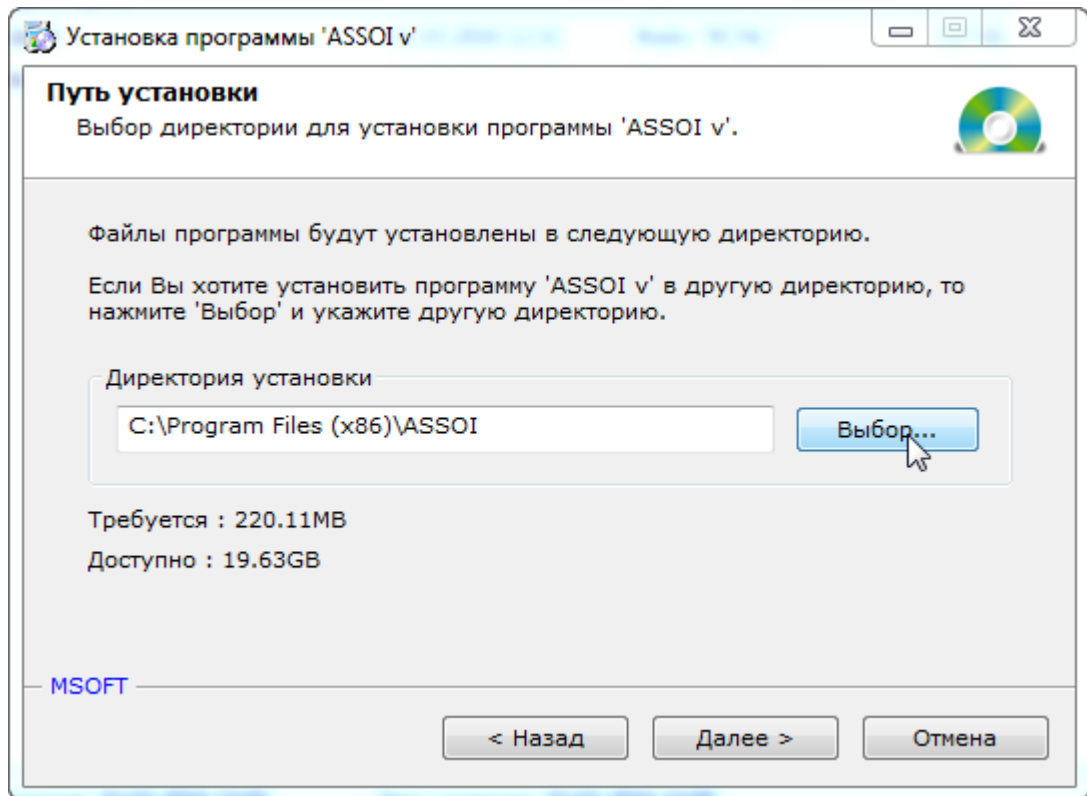 Установка программы 'ASSOI v'
Путь установки
Выбор директории для установки программы 'ASSOI v'.
Файлы программы будут установлены в следующую директорию.
Если Вы хотите установить программу 'ASSOI v' в другую директорию, то
нажмите 'Выбор' и укажите другую директорию.
Директория установки
C:\Program Files (x86)\ASSOI
Выбор...
Требуется : 220.11MB
Доступно : 19.63GB
MSOFT
< Назад
Далее >
Отмена